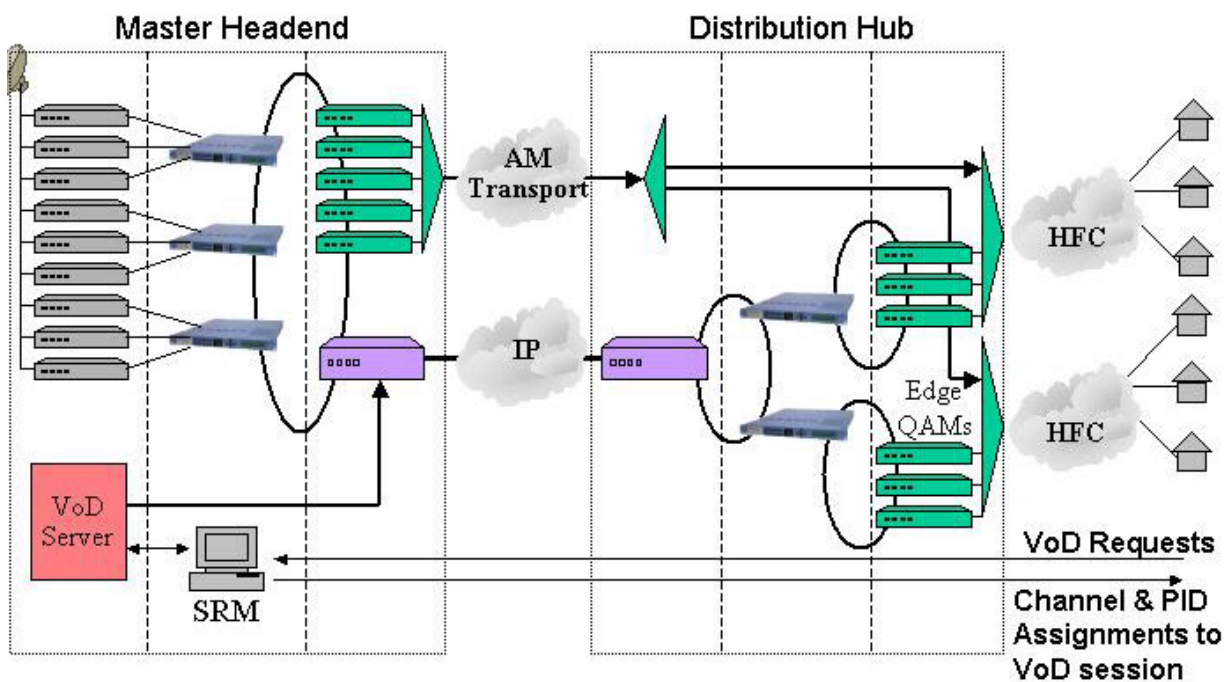 Master Headend
Distribution Hub
AM
Transport
HFC
IP
Edge
QAMs
HFC
VoD
Server
SRM
VoD Requests
Channel & PID
Assignments to
VoD session